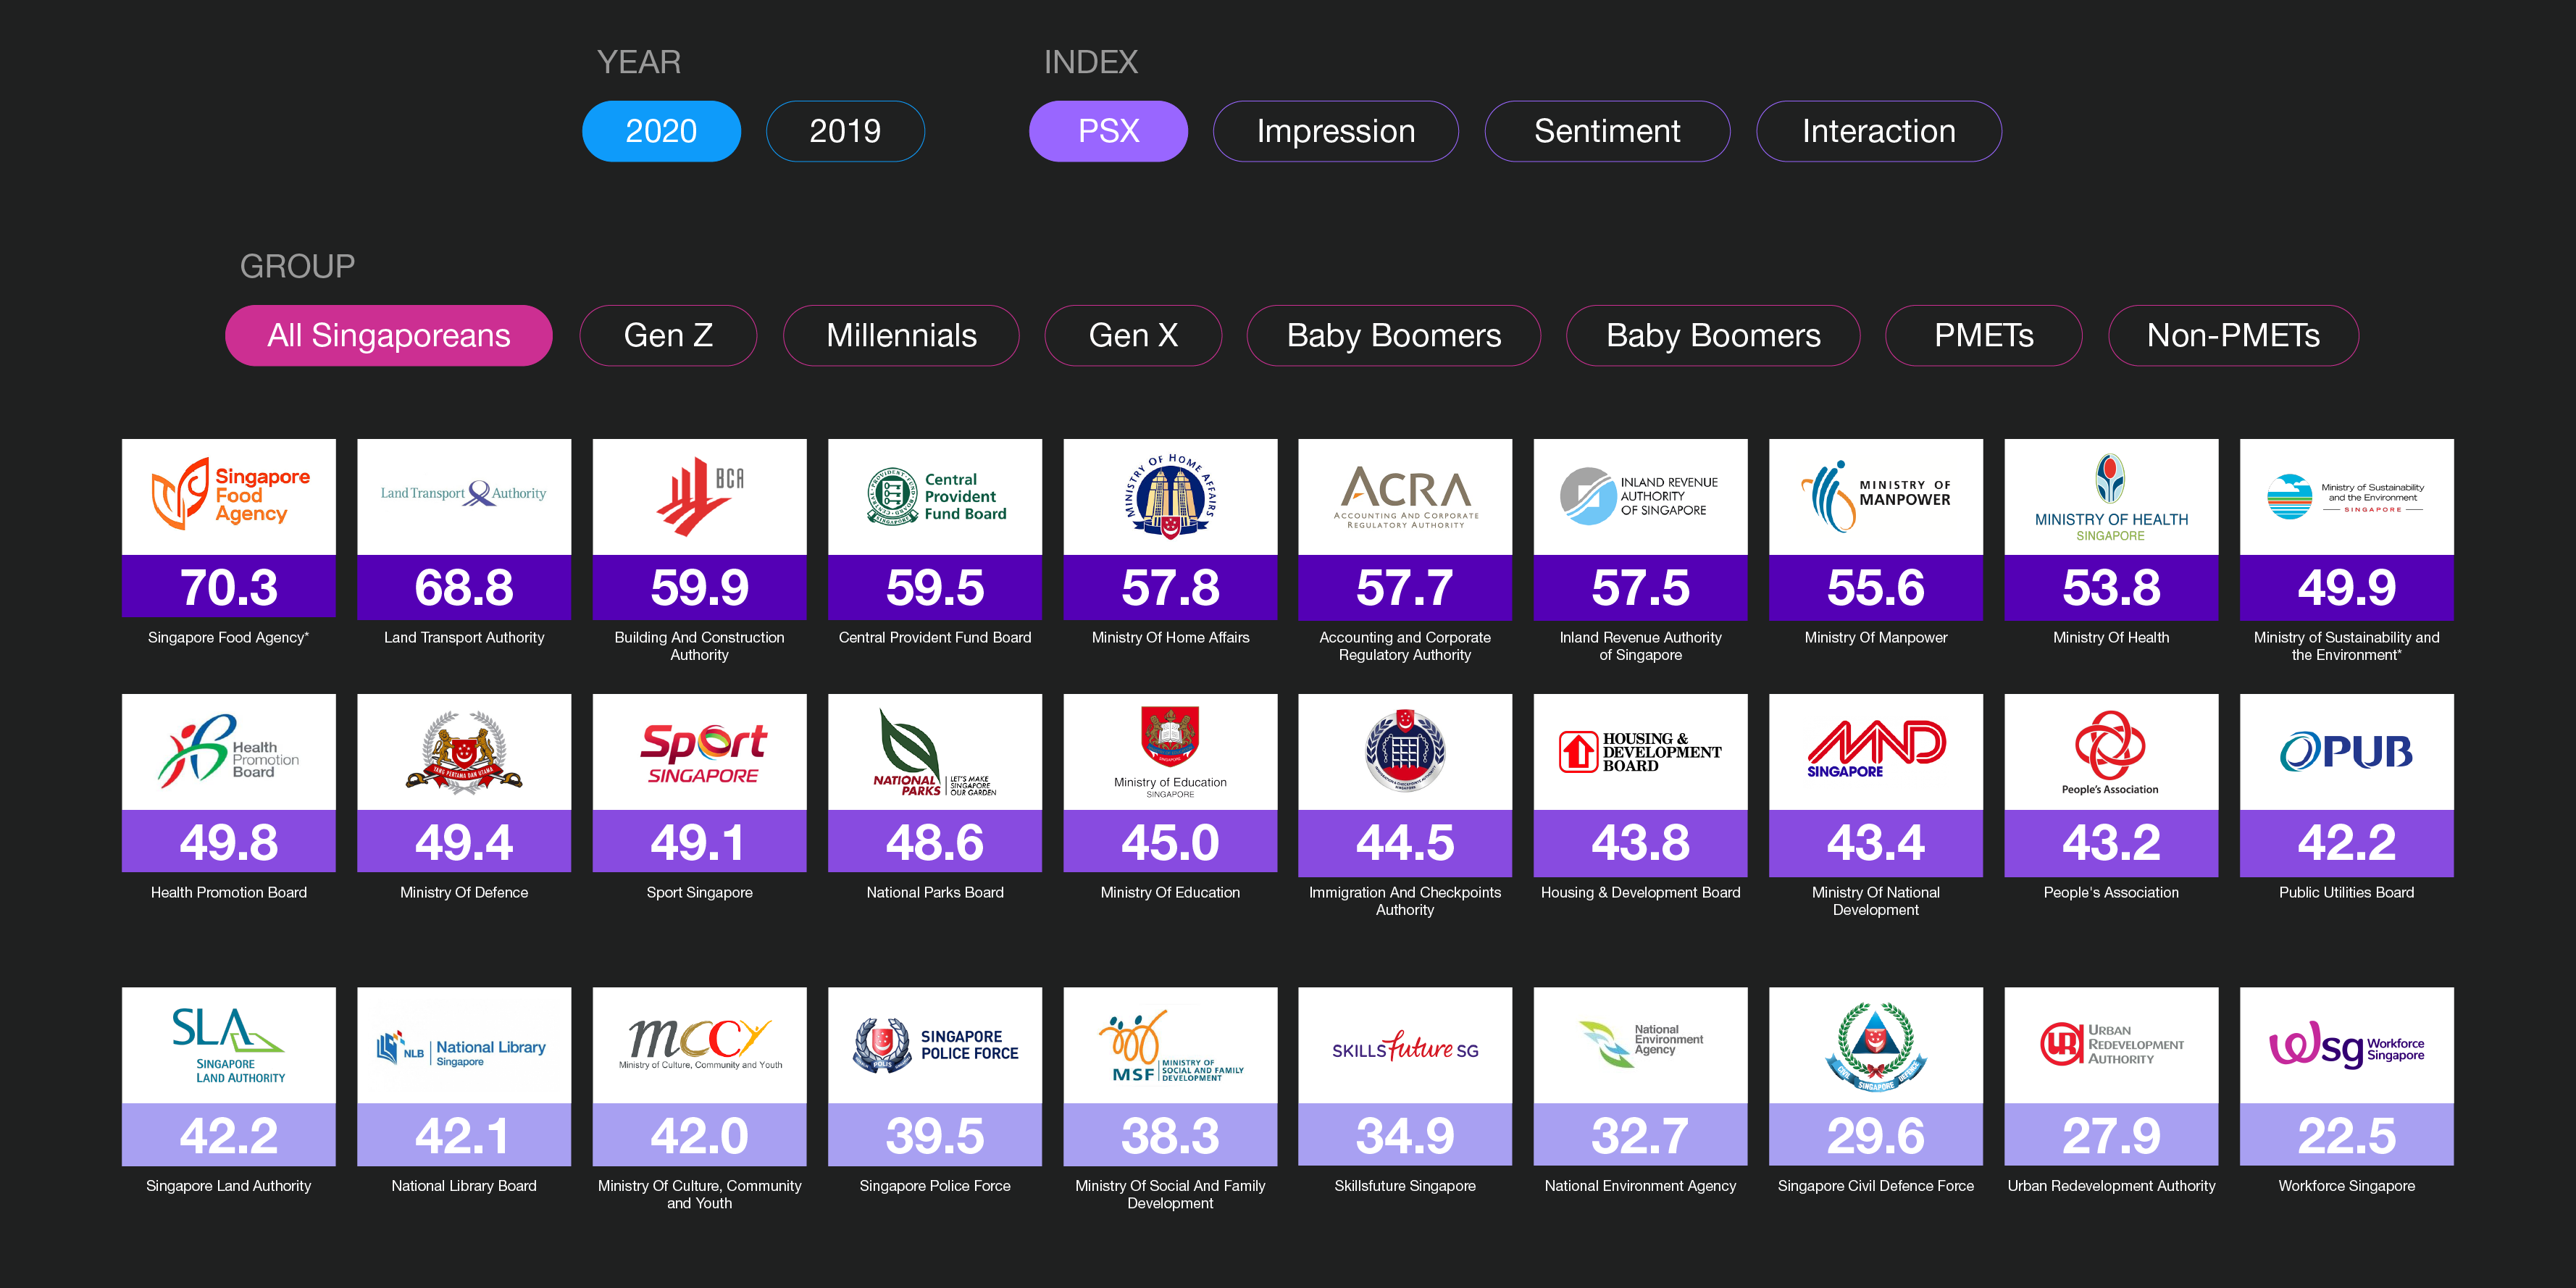 YEAR
INDEX
2020
2019
PSX
Impression
Sentiment
Interaction
GROUP
All Singaporeans
Gen Z
Millennials
Gen X
Baby Boomers
Baby Boomers
PMETs
Non-PMETs
Singapore
Food
Agency
Land Transport Authority
BCA
Central
Provident
Fund Board
MINISTRY OF HOME AFFAIRS
ACRA
ACCOUNTING AND CORPORATE
REGULATORY AUTHORITY
INLAND REVENUE
AUTHORITY
OF SINGAPORE
MINISTRY OF
MANPOWER
MINISTRY OF HEALTH
SINGAPORE
Ministry of Sustainability
and the Environment
SINGAPORE
70.3
68.8
59.9
59.5
57.8
57.7
57.5
55.6
53.8
49.9
Singapore Food Agency*
Land Transport Authority
Building And Construction
Authority
Central Provident Fund Board
Ministry Of Home Affairs
Accounting and Corporate
Regulatory Authority
Inland Revenue Authority
of Singapore
Ministry Of Manpower
Ministry Of Health
Ministry of Sustainability and
the Environment*
Health
Promotion
Board
Sport
SINGAPORE
NATIONAL
PARKS
LET'S MAKE
SINGAPORE
OUR GARDEN
Ministry of Education
SINGAPORE
HOUSING &
DEVELOPMENT
BOARD
MND
SINGAPORE
People's Association
PUB
49.8
49.4
49.1
48.6
45.0
44.5
43.8
43.4
43.2
42.2
Health Promotion Board
Ministry Of Defence
Sport Singapore
National Parks Board
Ministry Of Education
Immigration And Checkpoints
Authority
Housing & Development Board
Ministry Of National
Development
People's Association
Public Utilities Board
SLA
SINGAPORE
LAND AUTHORITY
NLB
National Library
Singapore
mccy
Ministry of Culture, Community and Youth
SINGAPORE
POLICE FORCE
MSF
MINISTRY OF
SOCIAL AND FAMILY
DEVELOPMENT
SKILLSfuture SG
National
Environment
Agency
CIVIL SINGAPORE DEFENCE
URA
URBAN
REDEVELOPMENT
AUTHORITY
wsg
Workforce
Singapore
42.2
42.1
42.0
39.5
38.3
34.9
32.7
29.6
27.9
22.5
Singapore Land Authority
National Library Board
Ministry Of Culture, Community
and Youth
Singapore Police Force
Ministry Of Social And Family
Development
Skillsfuture Singapore
National Environment Agency
Singapore Civil Defence Force
Urban Redevelopment Authority
Workforce Singapore